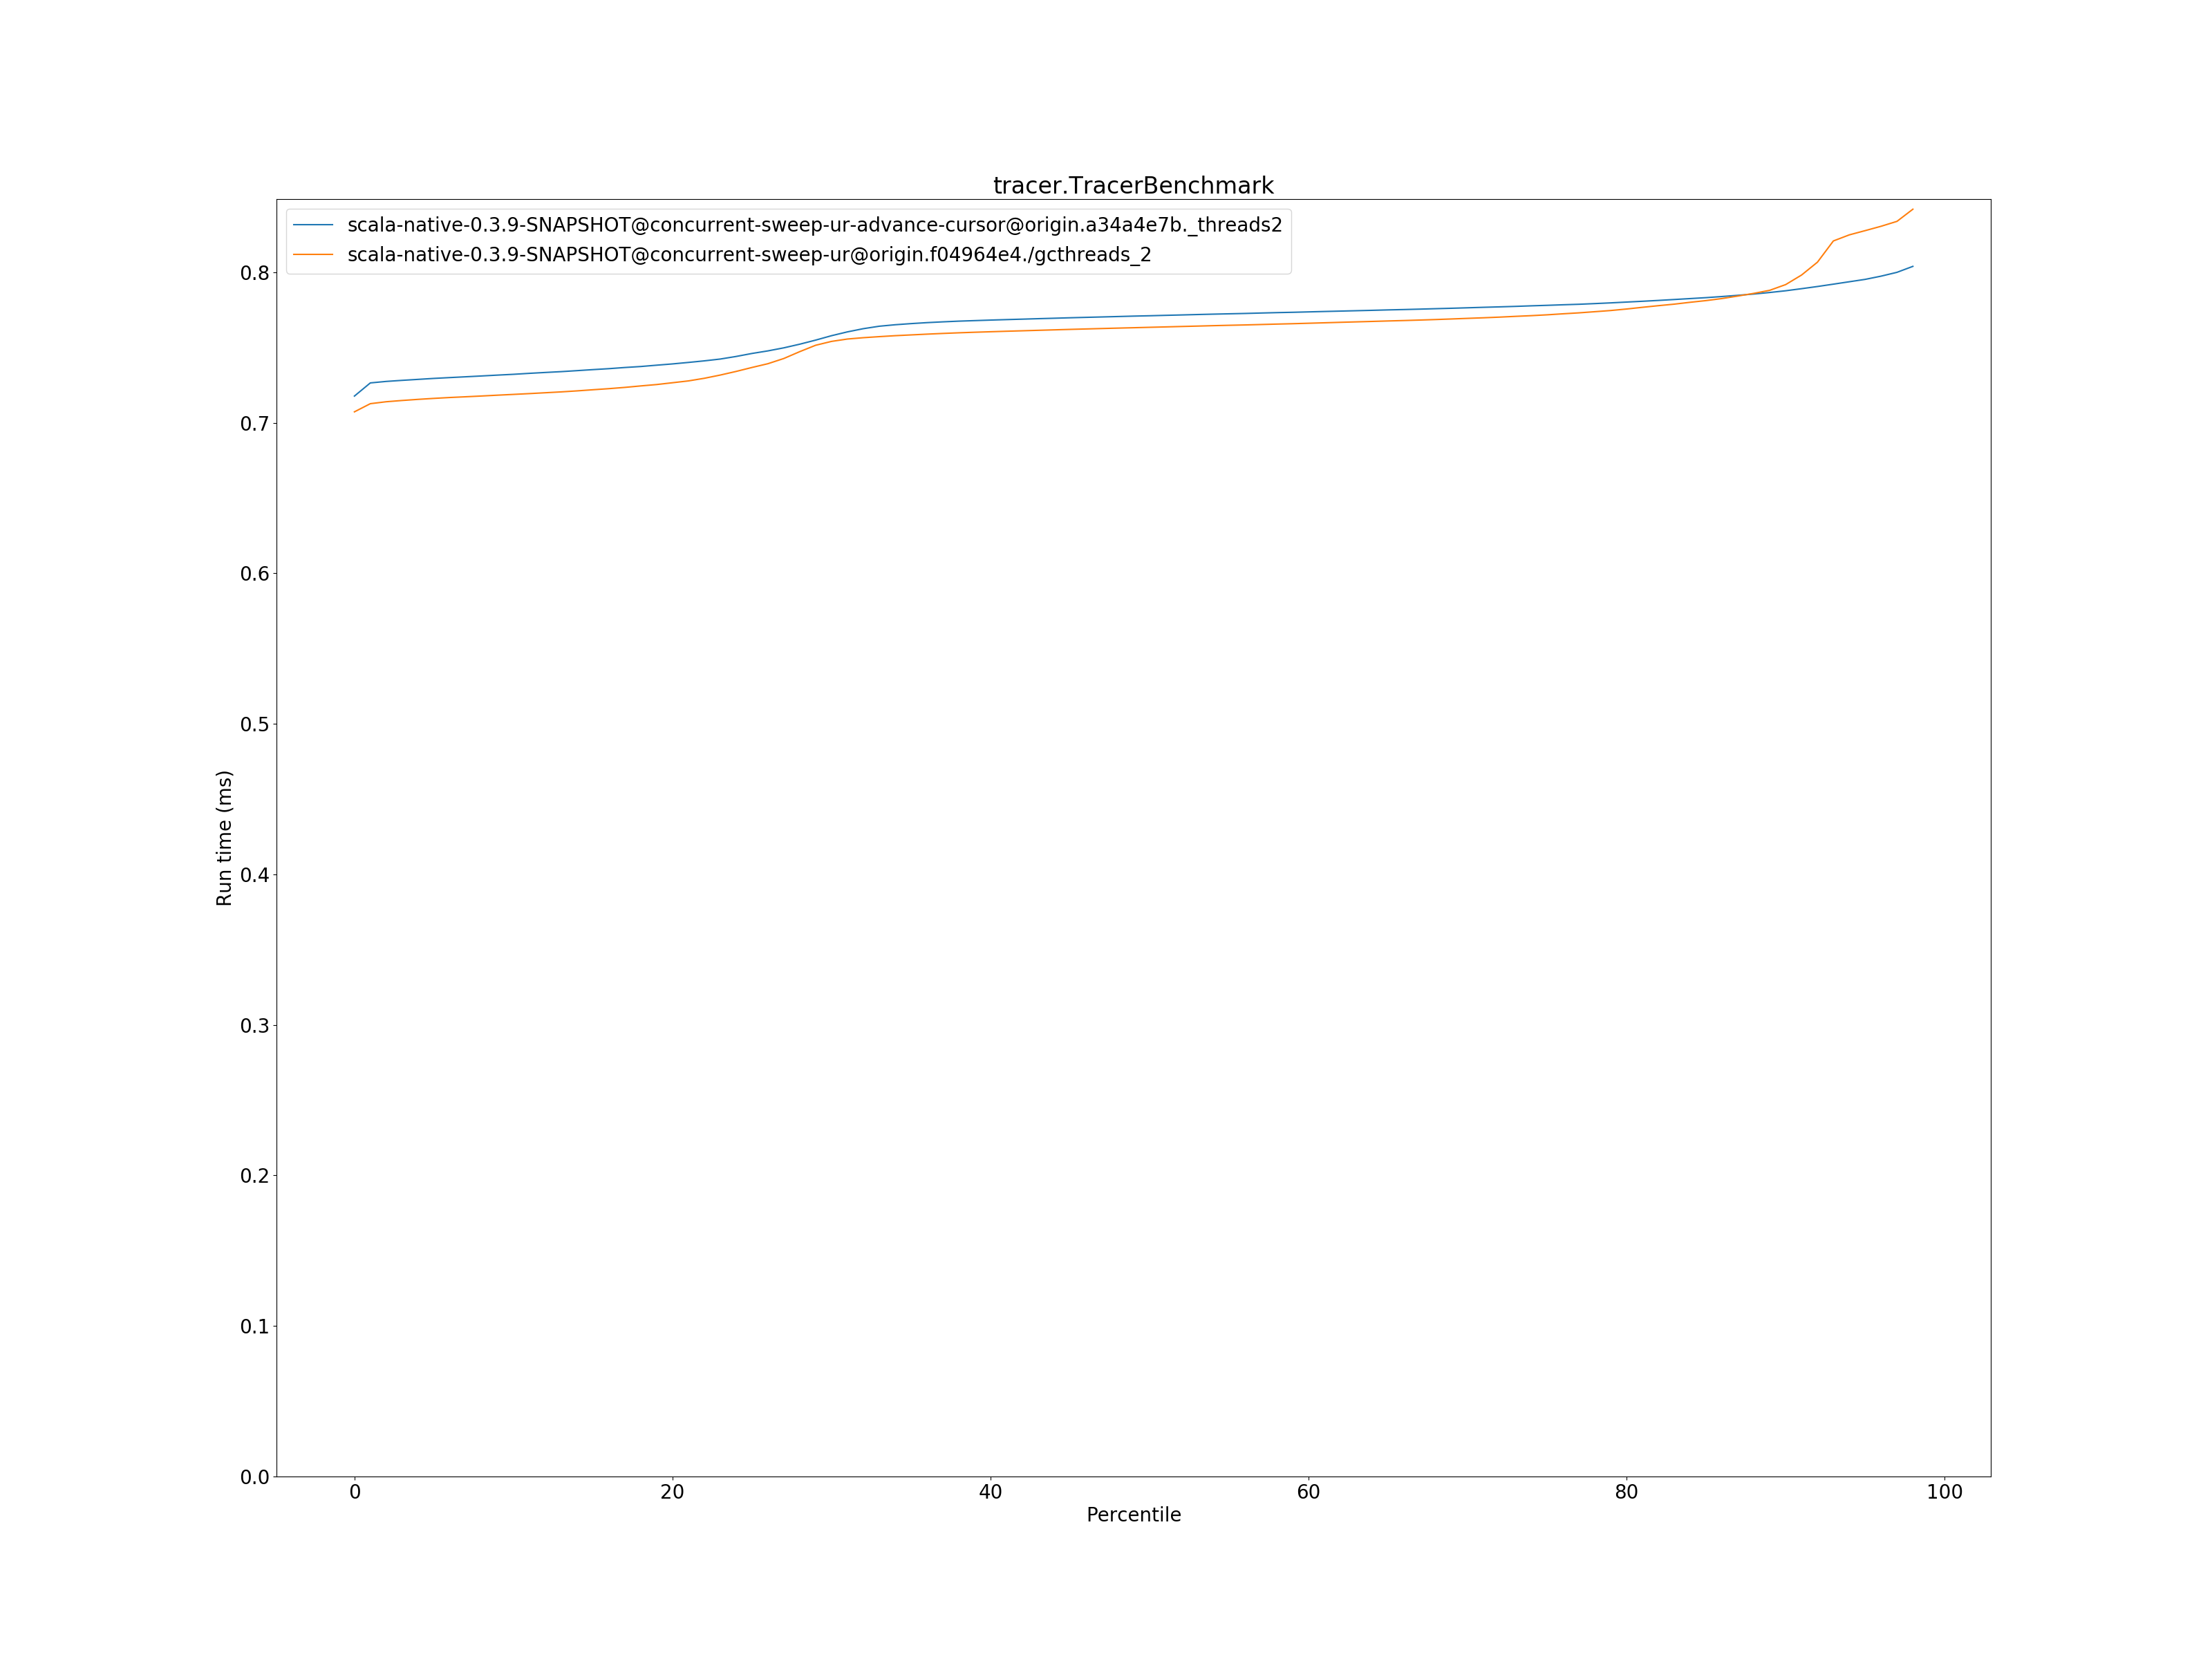 tracer.TracerBenchmark
scala-native-0.3.9-SNAPSHOT@concurrent-sweep-ur-advance-cursor@origin.a34a4e7b._threads2
scala-native-0.3.9-SNAPSHOT@concurrent-sweep-ur@origin.f04964e4./gcthreads_2
0.8
0.7
0.6
0.5
0.4
0.3
0.2
0.1
0.0
Run time (ms)
0 20 40 60 80 100
Percentile